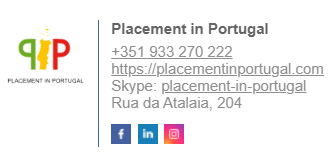 PIP
PLACEMENT IN PORTUGAL
Placement in Portugal
+351 933 270 222
https://placementinportugal.com
Skype: placement-in-portugal
Rua da Atalaia, 204